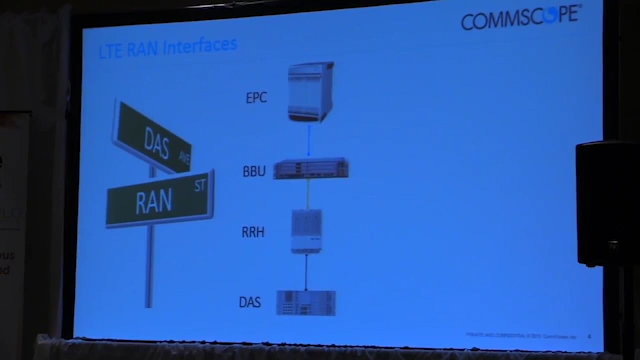 LTE RAN Interfaces
COMMSCOPE®
EPC
DAS AVE
BBU
RAN ST
RRH
DAS
4